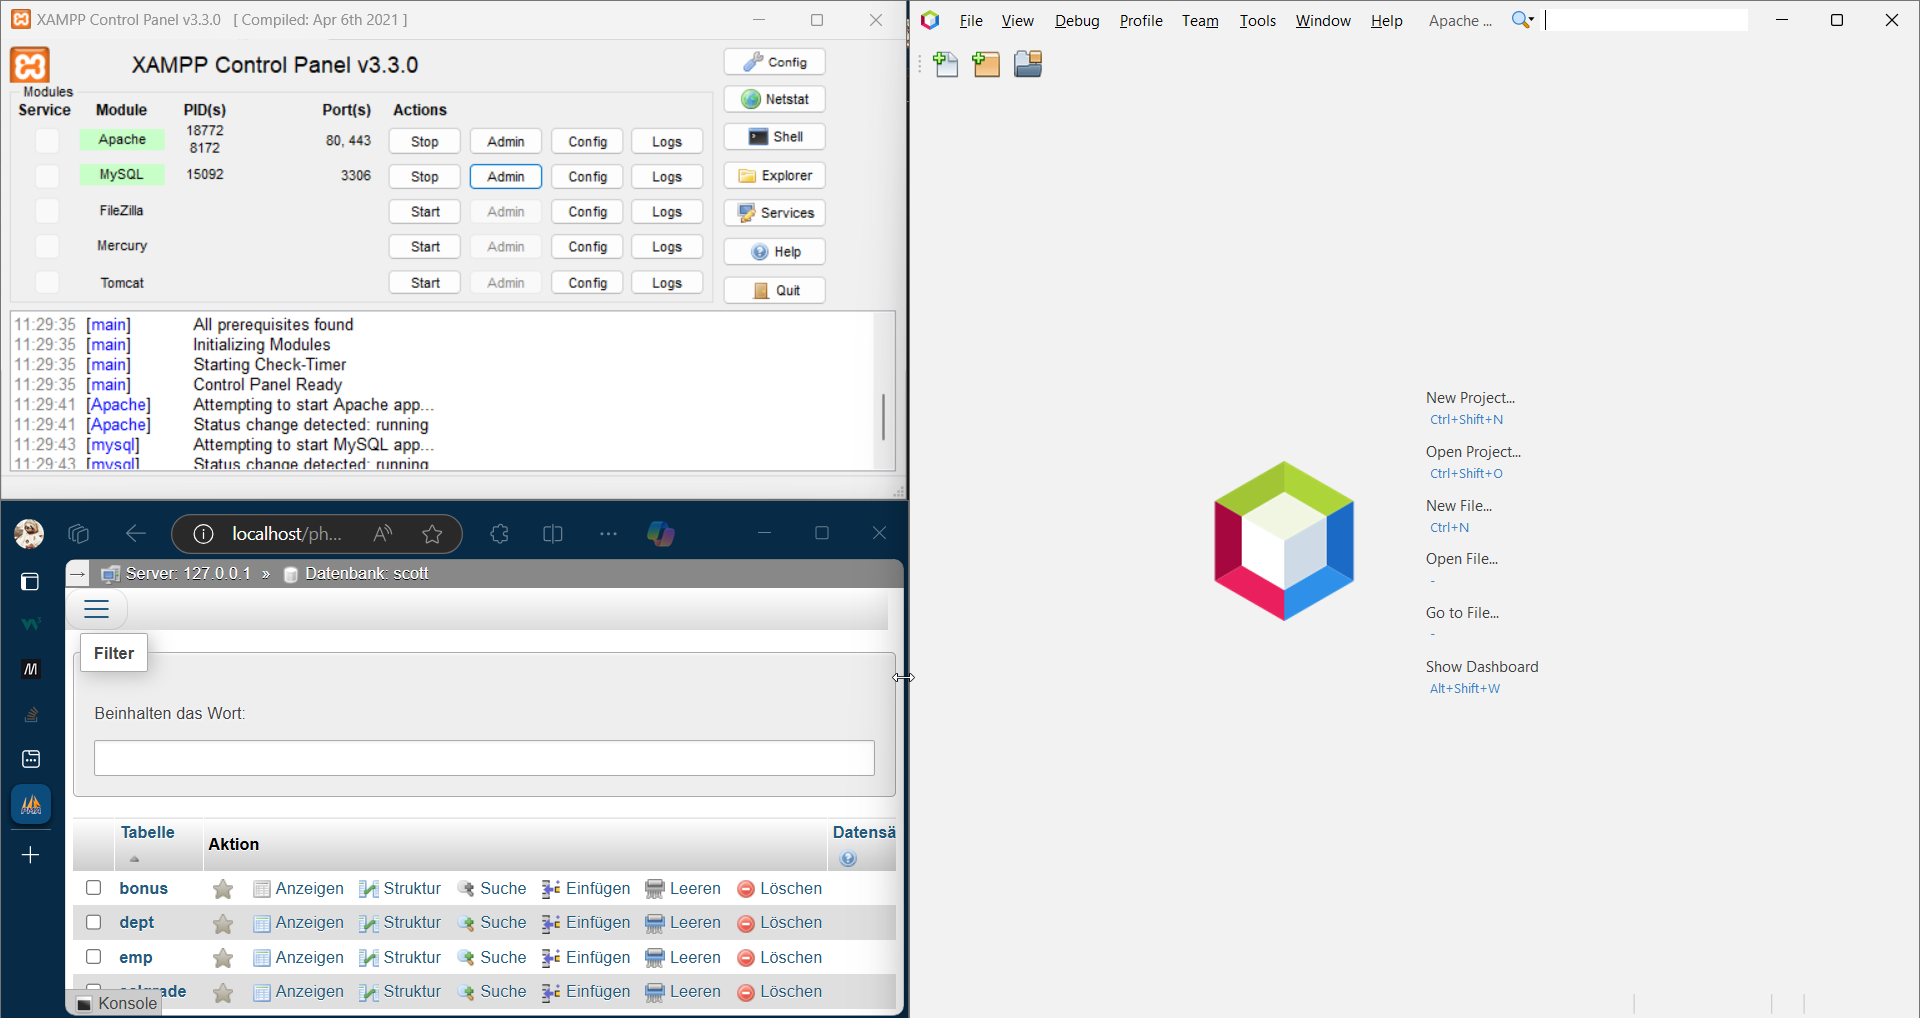 XAMPP Control Panel v3.3.0 [ Compiled: Apr 6th 2021 ]
XAMPP Control Panel v3.3.0
Modules
Service Module PID(s) Port(s) Actions
Apache 18772 8172 80, 443 Stop Admin Config Logs
MySQL 15092 3306 Stop Admin Config Logs
FileZilla Start Admin Config Logs
Mercury Start Admin Config Logs
Tomcat Start Admin Config Logs
Config
Netstat
Shell
Explorer
Services
Help
Quit
11:29:35 [main] All prerequisites found
11:29:35 [main] Initializing Modules
11:29:35 [main] Starting Check-Timer
11:29:35 [main] Control Panel Ready
11:29:41 [Apache] Attempting to start Apache app...
11:29:41 [Apache] Status change detected: running
11:29:43 [mysql] Attempting to start MySQL app...
11:29:43 [mysql] Status change detected: running
localhost/ph...
Server: 127.0.0.1 » Datenbank: scott
Filter
Beinhalten das Wort:
Tabelle Aktion Datensä
bonus Anzeigen Struktur Suche Einfügen Leeren Löschen
dept Anzeigen Struktur Suche Einfügen Leeren Löschen
emp Anzeigen Struktur Suche Einfügen Leeren Löschen
salgrade Anzeigen Struktur Suche Einfügen Leeren Löschen
Konsole
File View Debug Profile Team Tools Window Help Apache ...
New Project...
Ctrl+Shift+N
Open Project...
Ctrl+Shift+O
New File...
Ctrl+N
Open File...
-
Go to File...
-
Show Dashboard
Alt+Shift+W